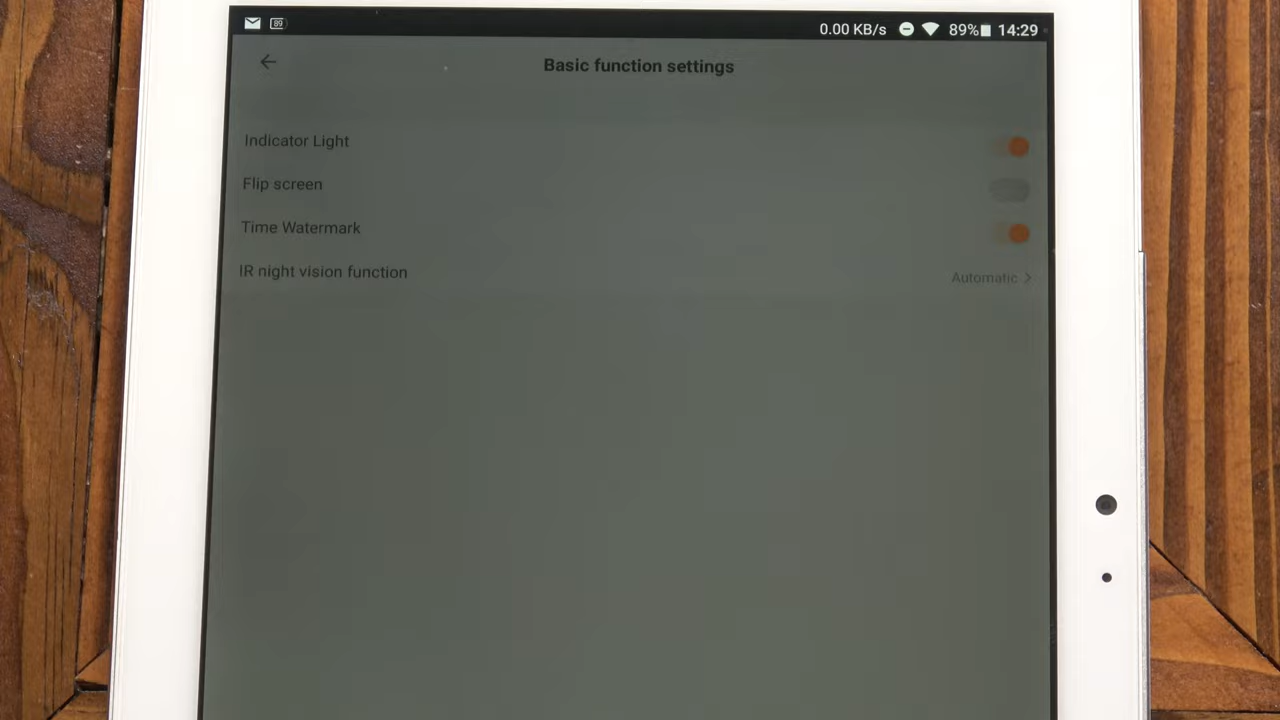 89 0.00 KB/s 89% 14:29
Basic function settings
Indicator Light
Flip screen
Time Watermark
IR night vision function Automatic